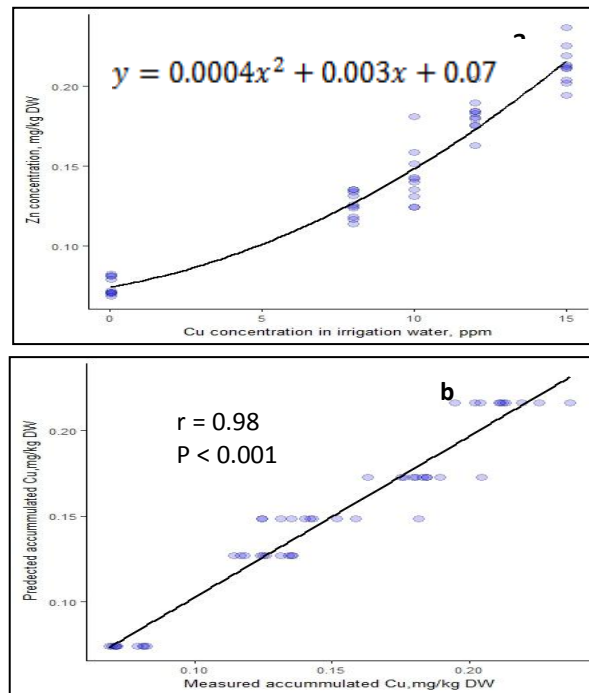 a
y = 0.0004x² + 0.003x + 0.07
Zn concentration, mg/kg DW
0.20
0.15
0.10
0
5
10
15
Cu concentration in irrigation water, ppm
b
r = 0.98
P < 0.001
Predected accummulated Cu,mg/kg DW
0.20
0.15
0.10
0.10
0.15
0.20
Measured accumulated Cu,mg/kg DW